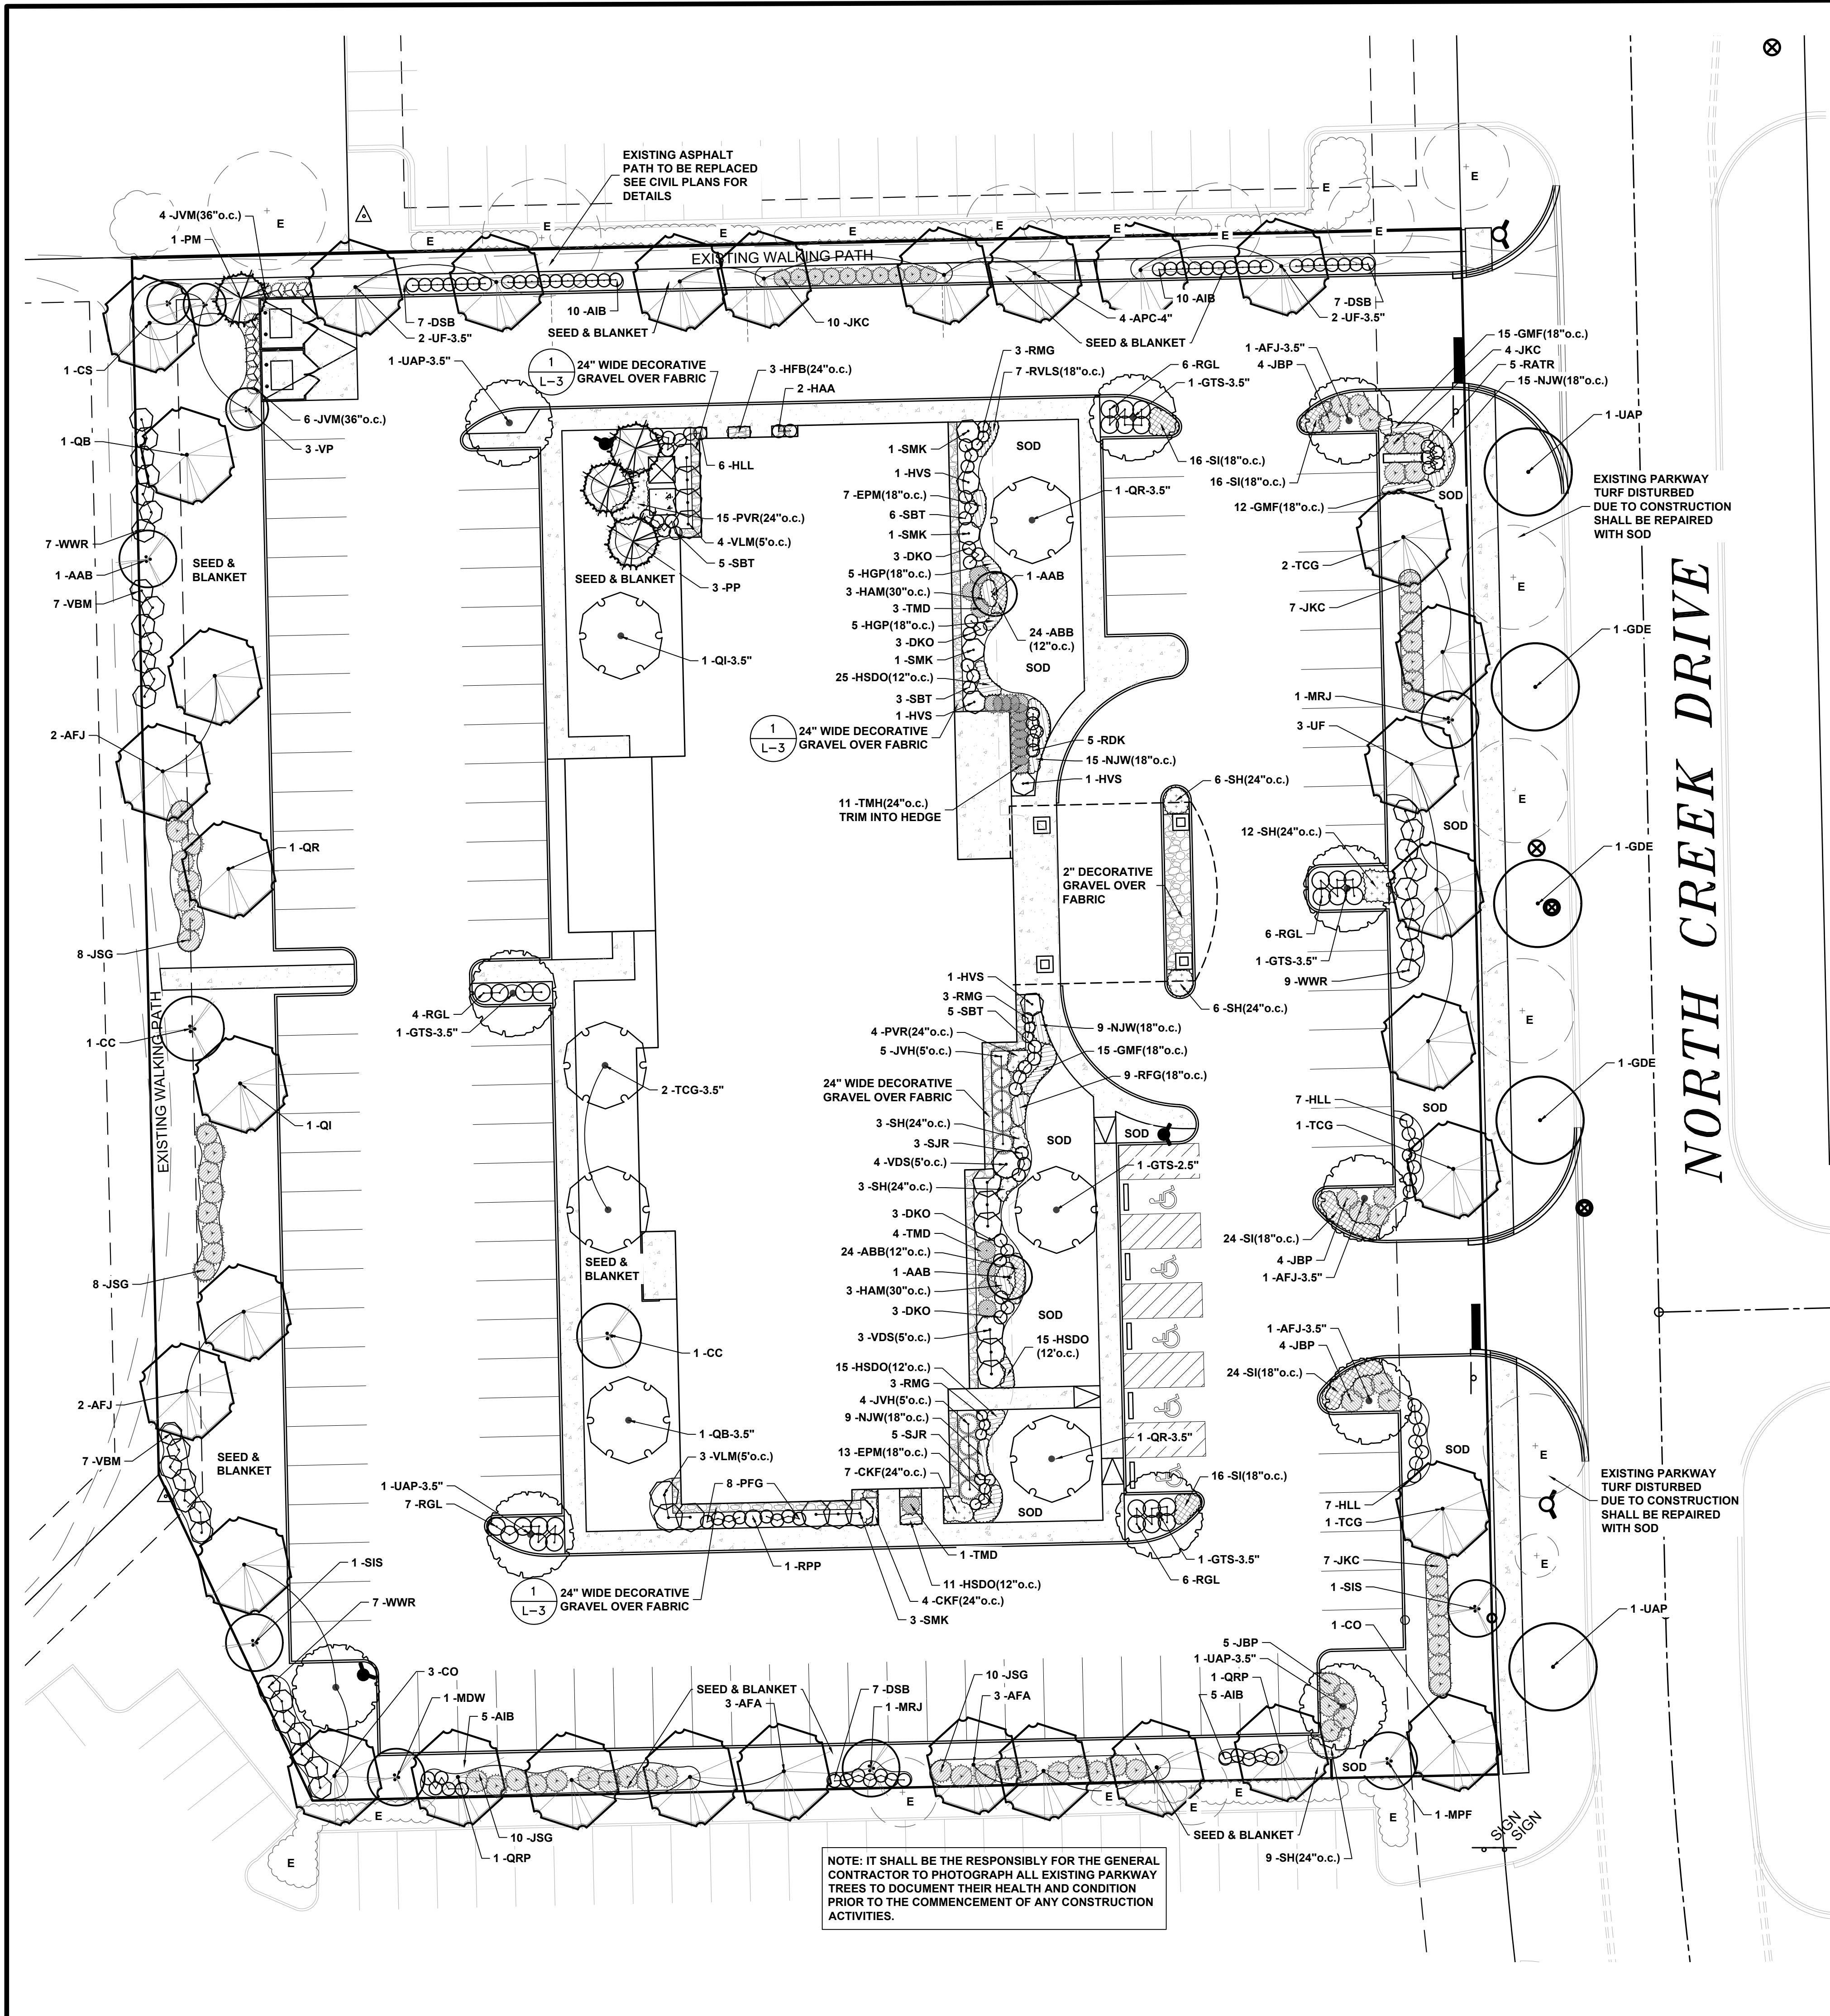 EXISTING ASPHALT
PATH TO BE REPLACED
SEE CIVIL PLANS FOR
DETAILS
E
E
4 -JVM(36"o.c.)
1 -PM
E
E
E
E
E
E
E
EXISTING WALKING PATH
7 -DSB
2 -UF-3.5"
10 -AIB
SEED & BLANKET
10 -JKC
4 -APC-4"
SEED & BLANKET
10 -AIB
7 -DSB
2 -UF-3.5"
1 -CS
6 -JVM(36"o.c.)
3 -VP
1 -UAP-3.5"
1
L-3
24" WIDE DECORATIVE
GRAVEL OVER FABRIC
3 -HFB(24"o.c.)
2 -HAA
3 -RMG
7 -RVLS(18"o.c.)
6 -RGL
1 -GTS-3.5"
1 -AFJ-3.5"
4 -JBP
15 -GMF(18"o.c.)
4 -JKC
5 -RATR
15 -NJW(18"o.c.)
1 -UAP
1 -QB
6 -HLL
1 -SMK
SOD
1 -HVS
16 -SI(18"o.c.)
16 -SI(18"o.c.)
SOD
EXISTING PARKWAY
TURF DISTURBED
DUE TO CONSTRUCTION
SHALL BE REPAIRED
WITH SOD
7 -EPM(18"o.c.)
1 -QR-3.5"
12 -GMF(18"o.c.)
15 -PVR(24"o.c.)
6 -SBT
4 -VLM(5'o.c.)
1 -SMK
7 -WWR
SEED &
BLANKET
5 -SBT
3 -DKO
2 -TCG
1 -AAB
SEED & BLANKET
5 -HGP(18"o.c.)
1 -AAB
E
3 -PP
3 -HAM(30"o.c.)
7 -VBM
3 -TMD
7 -JKC
5 -HGP(18"o.c.)
24 -ABB
(12"o.c.)
1 -GDE
3 -DKO
1 -QI-3.5"
1 -SMK
SOD
25 -HSDO(12"o.c.)
3 -SBT
1 -MRJ
1 -HVS
3 -UF
2 -AFJ
1
L-3
24" WIDE DECORATIVE
GRAVEL OVER FABRIC
5 -RDK
15 -NJW(18"o.c.)
1 -HVS
6 -SH(24"o.c.)
E
11 -TMH(24"o.c.)
TRIM INTO HEDGE
12 -SH(24"o.c.)
SOD
1 -QR
1 -GDE
2" DECORATIVE
GRAVEL OVER
FABRIC
6 -RGL
8 -JSG
1 -GTS-3.5"
9 -WWR
NORTH CREEK DRIVE
EXISTING WALKING PATH
1 -HVS
3 -RMG
5 -SBT
6 -SH(24"o.c.)
4 -RGL
1 -GTS-3.5"
E
1 -CC
4 -PVR(24"o.c.)
9 -NJW(18"o.c.)
5 -JVH(5'o.c.)
15 -GMF(18"o.c.)
9 -RFG(18"o.c.)
1 -GDE
24" WIDE DECORATIVE
GRAVEL OVER FABRIC
2 -TCG-3.5"
7 -HLL
SOD
1 -QI
3 -SH(24"o.c.)
1 -TCG
SOD
SOD
3 -SJR
4 -VDS(5'o.c.)
1 -GTS-2.5"
3 -SH(24"o.c.)
3 -DKO
4 -TMD
24 -SI(18"o.c.)
24 -ABB(12"o.c.)
4 -JBP
SEED &
BLANKET
1 -AAB
1 -AFJ-3.5"
8 -JSG
3 -HAM(30"o.c.)
3 -DKO
SOD
1 -AFJ-3.5"
3 -VDS(5'o.c.)
15 -HSDO
(12'o.c.)
4 -JBP
1 -CC
15 -HSDO(12'o.c.)
24 -SI(18"o.c.)
3 -RMG
2 -AFJ
4 -JVH(5'o.c.)
9 -NJW(18"o.c.)
1 -QB-3.5"
5 -SJR
1 -QR-3.5"
SOD
E
7 -VBM
SEED &
BLANKET
3 -VLM(5'o.c.)
13 -EPM(18"o.c.)
7 -CKF(24"o.c.)
16 -SI(18"o.c.)
EXISTING PARKWAY
TURF DISTURBED
DUE TO CONSTRUCTION
SHALL BE REPAIRED
WITH SOD
1 -UAP-3.5"
8 -PFG
7 -RGL
SOD
7 -HLL
1 -TCG
1 -SIS
1 -RPP
1 -TMD
1 -GTS-3.5"
7 -JKC
E
1
L-3
24" WIDE DECORATIVE
GRAVEL OVER FABRIC
11 -HSDO(12"o.c.)
6 -RGL
1 -SIS
4 -CKF(24"o.c.)
7 -WWR
3 -SMK
1 -UAP
1 -CO
5 -JBP
1 -UAP-3.5"
3 -CO
10 -JSG
1 -QRP
1 -MDW
SEED & BLANKET
7 -DSB
3 -AFA
5 -AIB
3 -AFA
1 -MRJ
5 -AIB
SOD
E
E
E
E
E
E
1 -MPF
SIGN
SIGN
10 -JSG
SEED & BLANKET
1 -QRP
9 -SH(24"o.c.)
E
NOTE: IT SHALL BE THE RESPONSIBLY FOR THE GENERAL
CONTRACTOR TO PHOTOGRAPH ALL EXISTING PARKWAY
TREES TO DOCUMENT THEIR HEALTH AND CONDITION
PRIOR TO THE COMMENCEMENT OF ANY CONSTRUCTION
ACTIVITIES.